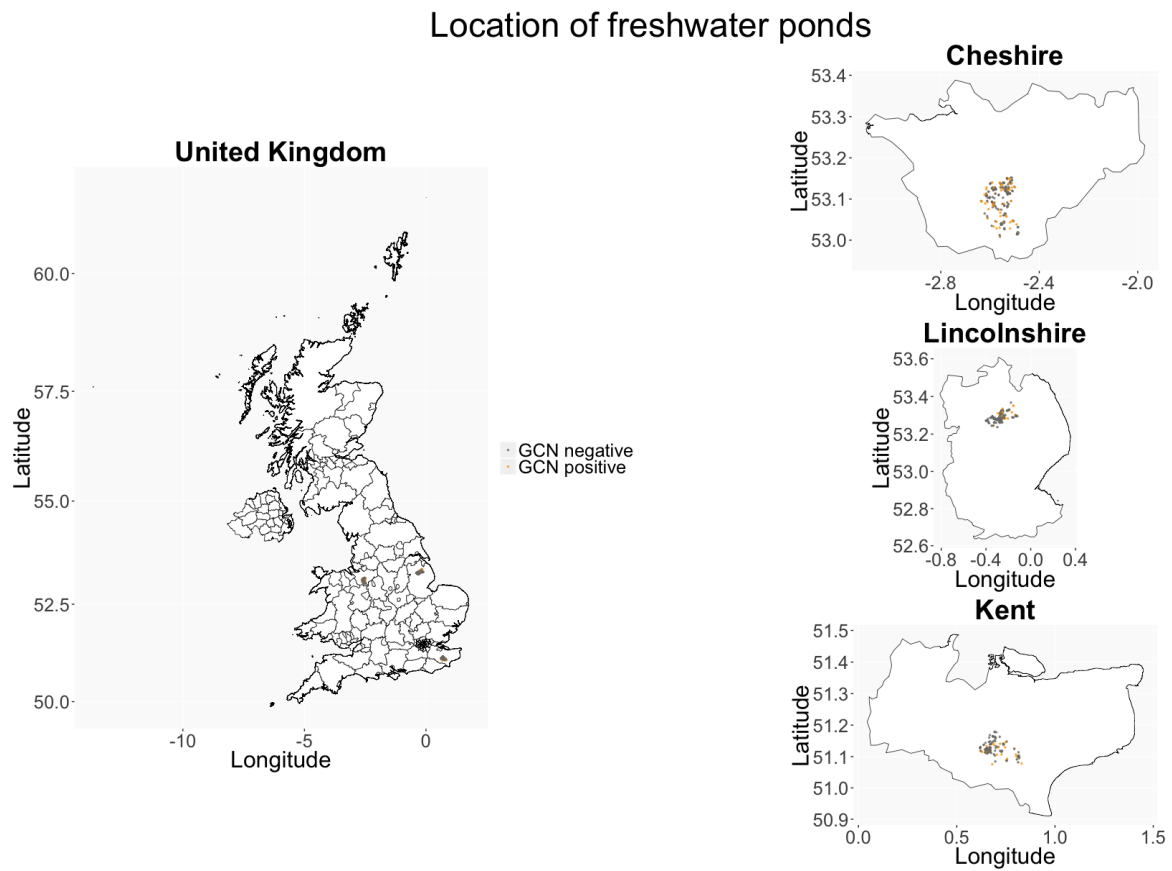 Location of freshwater ponds
United Kingdom
Latitude
60.0
57.5
55.0
52.5
50.0
-10
-5
0
Longitude
GCN negative
GCN positive
Cheshire
Latitude
53.4
53.3
53.2
53.1
53.0
-2.8
-2.4
-2.0
Longitude
Lincolnshire
Latitude
53.6
53.4
53.2
53.0
52.8
52.6
-0.8
-0.4
0.0
0.4
Longitude
Kent
Latitude
51.5
51.4
51.3
51.2
51.1
51.0
50.9
0.0
0.5
1.0
1.5
Longitude